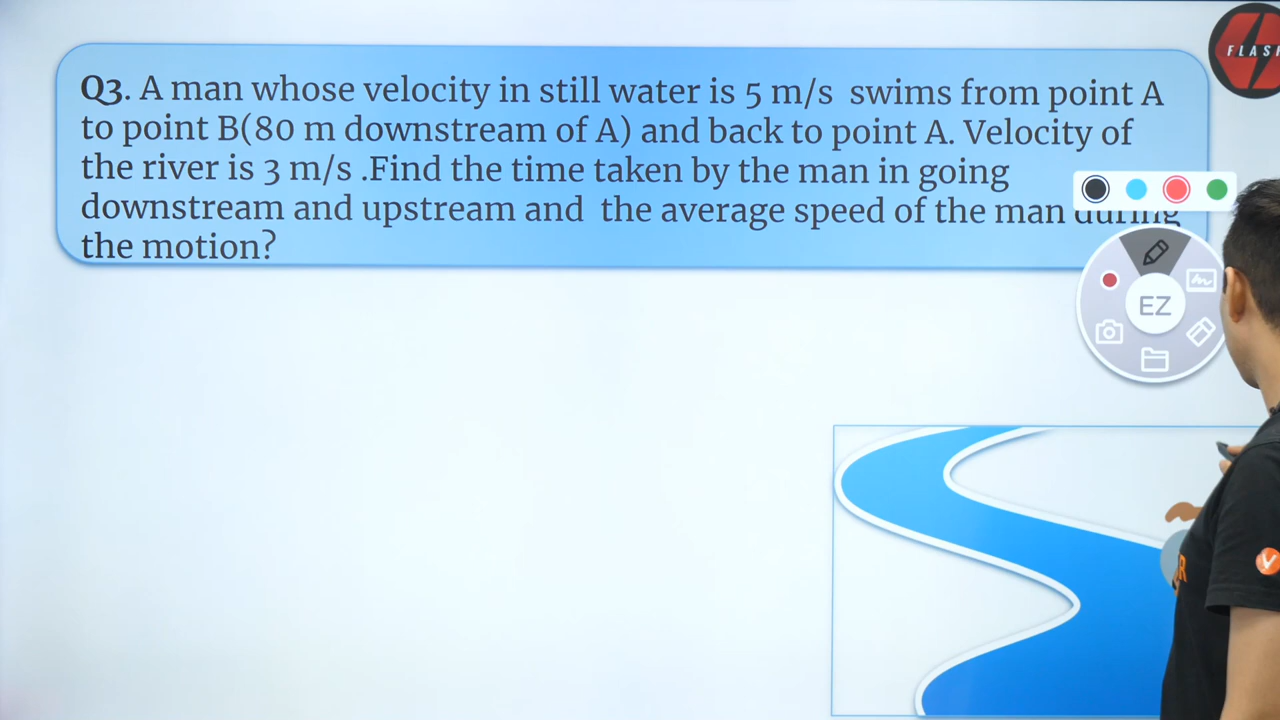 Q3. A man whose velocity in still water is 5 m/s swims from point A
to point B(80 m downstream of A) and back to point A. Velocity of
the river is 3 m/s .Find the time taken by the man in going
downstream and upstream and the average speed of the man during
the motion?
EZ